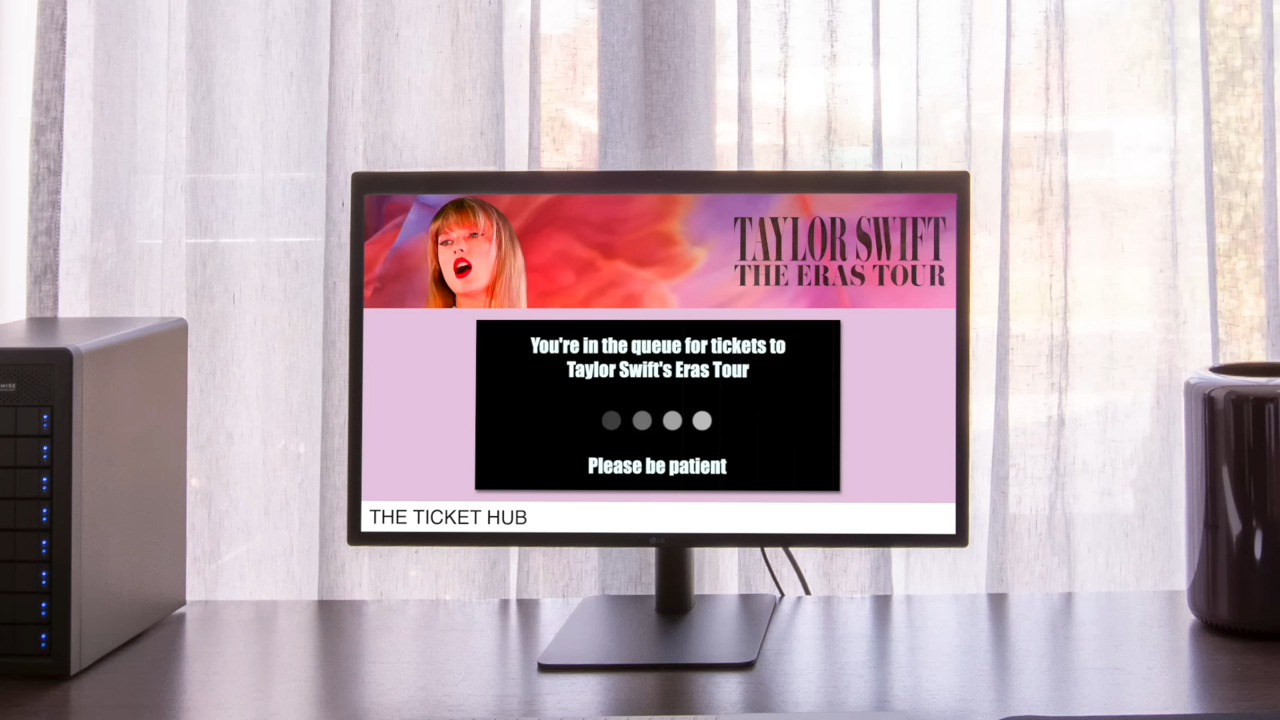 TAYLOR SWIFT
THE ERAS TOUR
You're in the queue for tickets to
Taylor Swift's Eras Tour
Please be patient
THE TICKET HUB
LG